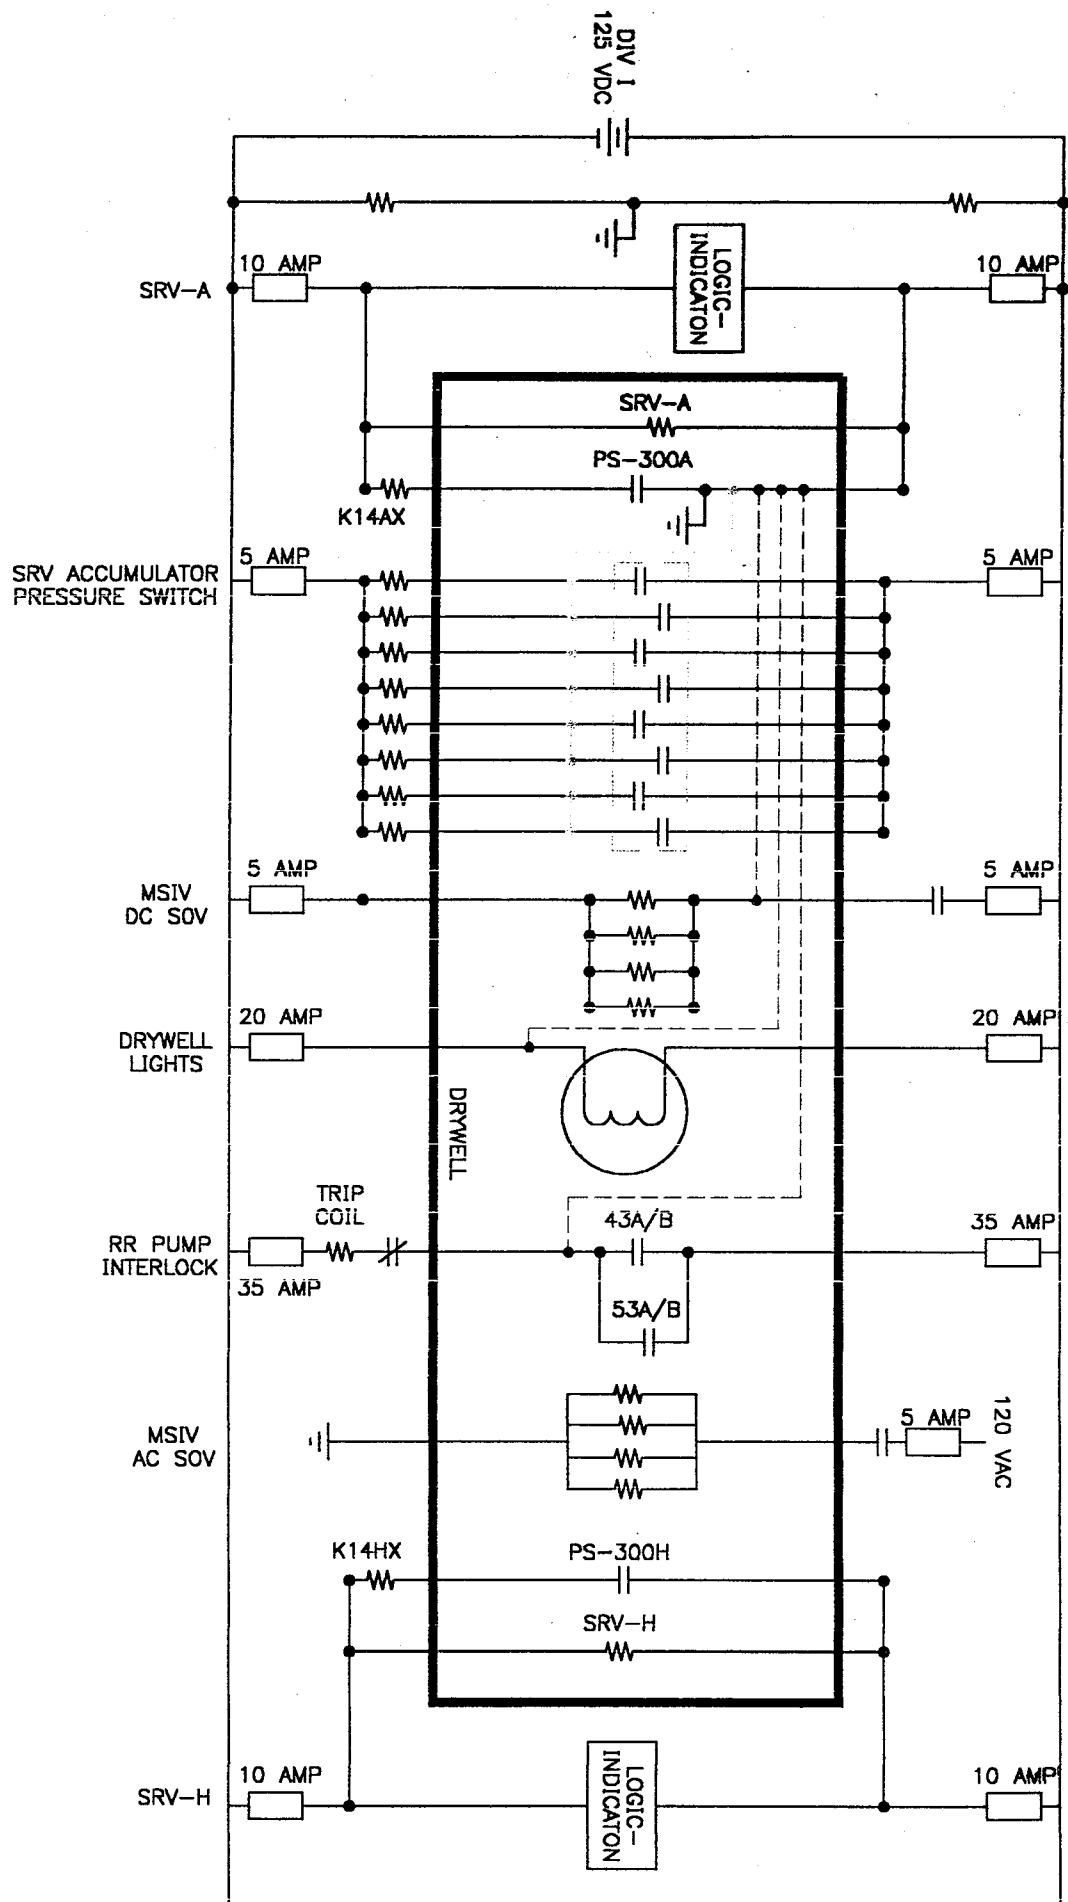 DIV I
125 VDC
10 AMP
10 AMP
SRV-A
LOGIC-
INDICATON
SRV-A
PS-300A
K14AX
5 AMP
5 AMP
SRV ACCUMULATOR
PRESSURE SWITCH
5 AMP
5 AMP
MSIV
DC SOV
20 AMP
20 AMP
DRYWELL
LIGHTS
DRYWELL
TRIP
COIL
43A/B
35 AMP
RR PUMP
INTERLOCK
35 AMP
53A/B
120 VAC
5 AMP
MSIV
AC SOV
K14HX
PS-300H
SRV-H
10 AMP
10 AMP
SRV-H
LOGIC-
INDICATON